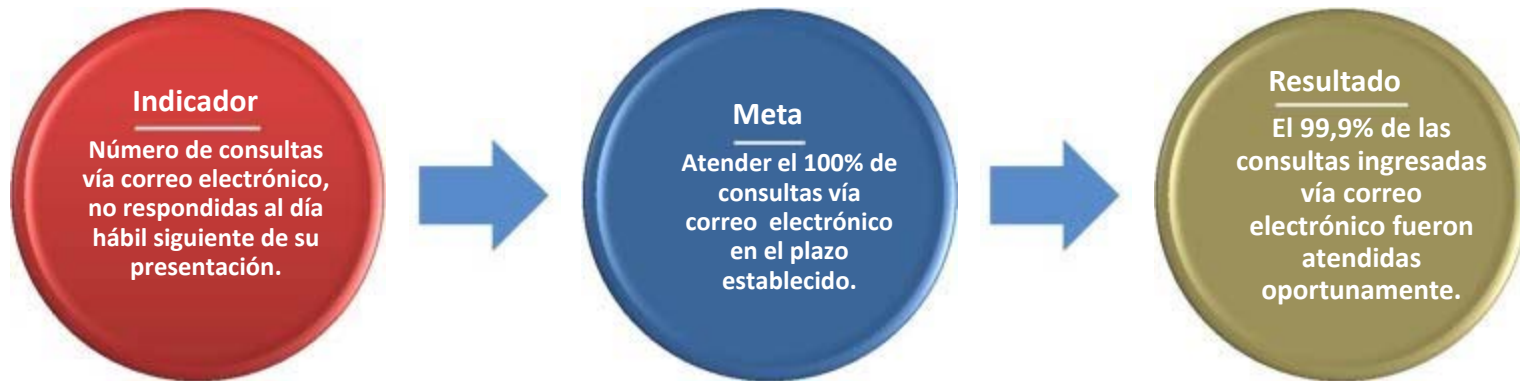 Indicador
Número de consultas
vía correo electrónico,
no respondidas al día
hábil siguiente de su
presentación.
Meta
Atender el 100% de
consultas vía
correo electrónico
en el plazo
establecido.
Resultado
El 99,9% de las
consultas ingresadas
vía correo
electrónico fueron
atendidas
oportunamente.